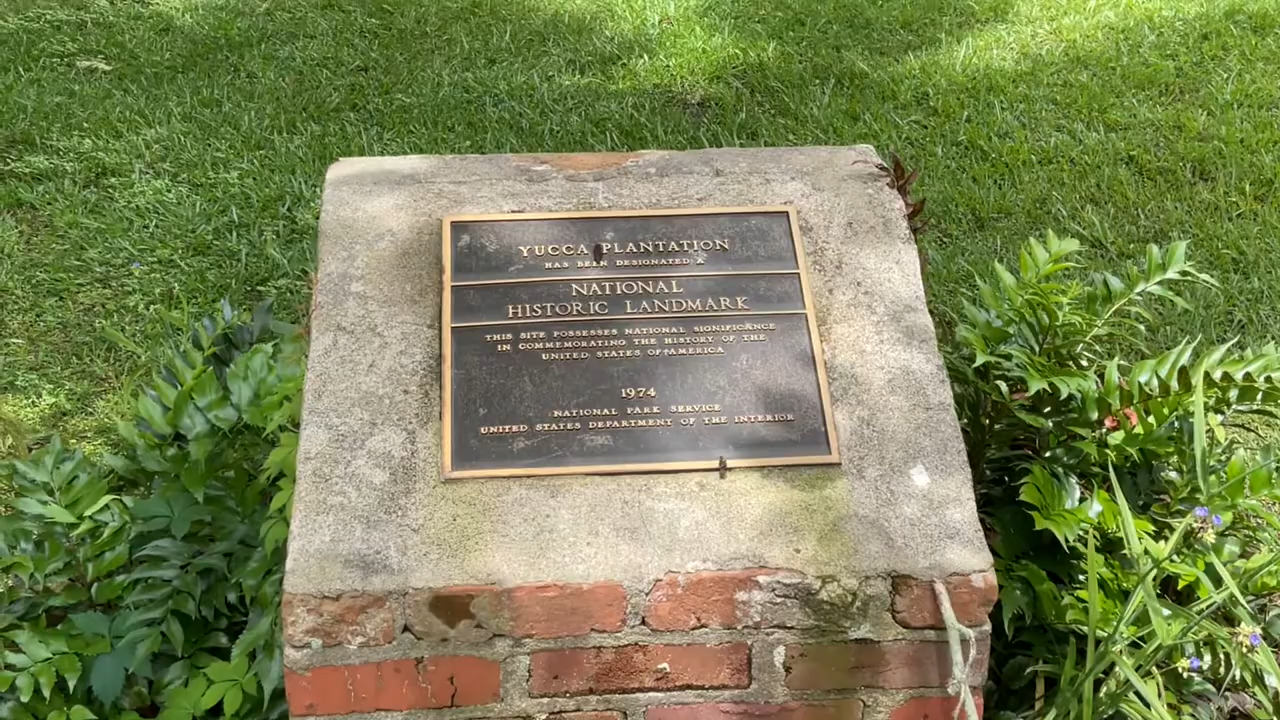 YUCCA PLANTATION
HAS BEEN DESIGNATED A
NATIONAL
HISTORIC LANDMARK
THIS SITE POSSESSES NATIONAL SIGNIFICANCE
IN COMMEMORATING THE HISTORY OF THE
UNITED STATES OF AMERICA
1974
NATIONAL PARK SERVICE
UNITED STATES DEPARTMENT OF THE INTERIOR